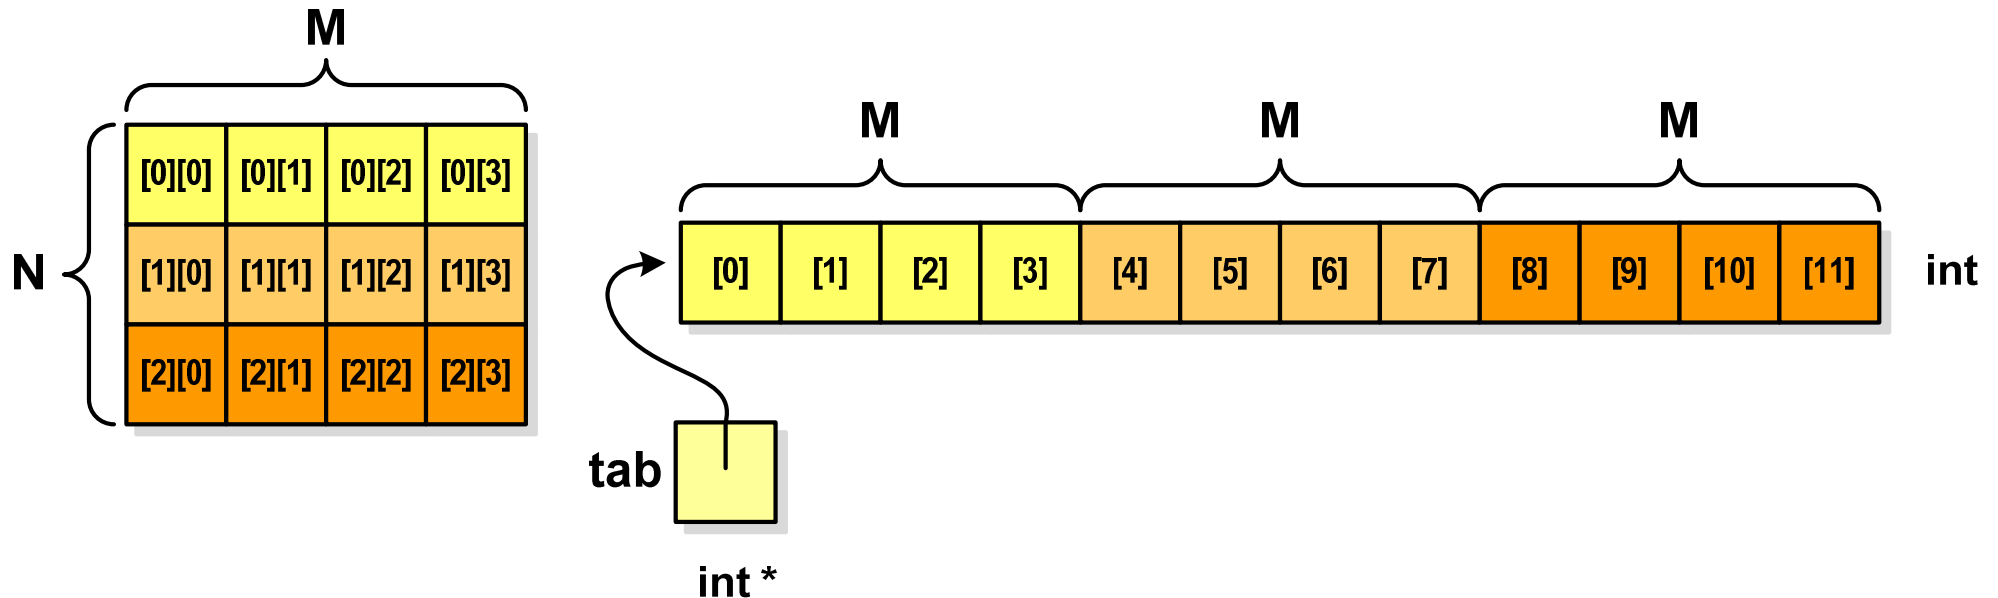 M
[0][0] [0][1] [0][2] [0][3]
N
[1][0] [1][1] [1][2] [1][3]
[2][0] [2][1] [2][2] [2][3]
M M M
[0] [1] [2] [3] [4] [5] [6] [7] [8] [9] [10] [11]
int
tab
int *